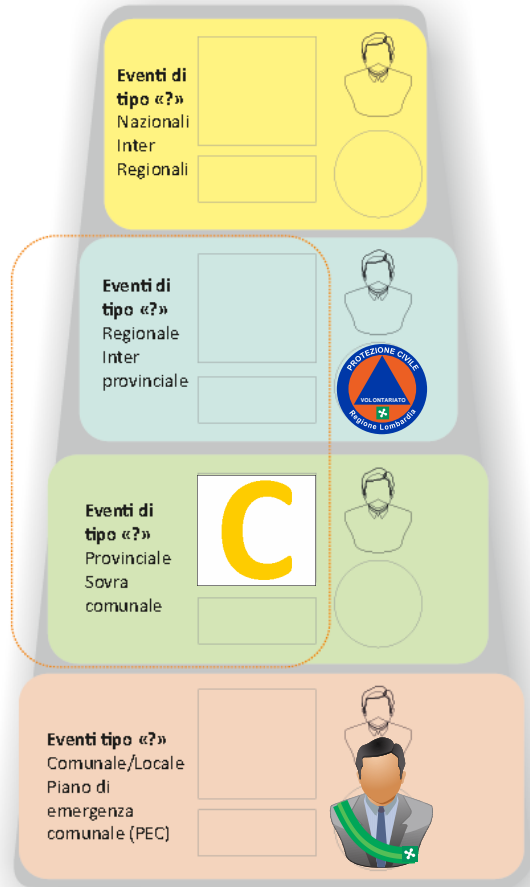 Eventi di
tipo «?»
Nazionali
Inter
Regionali
Eventi di
tipo «?»
Regionale
Inter
provinciale
PROTEZIONE CIVILE
VOLONTARIATO
Regione Lombardia
Eventi di
tipo «?»
Provinciale
Sovra
comunale
C
Eventi tipo «?»
Comunale/Locale
Piano di
emergenza
comunale (PEC)